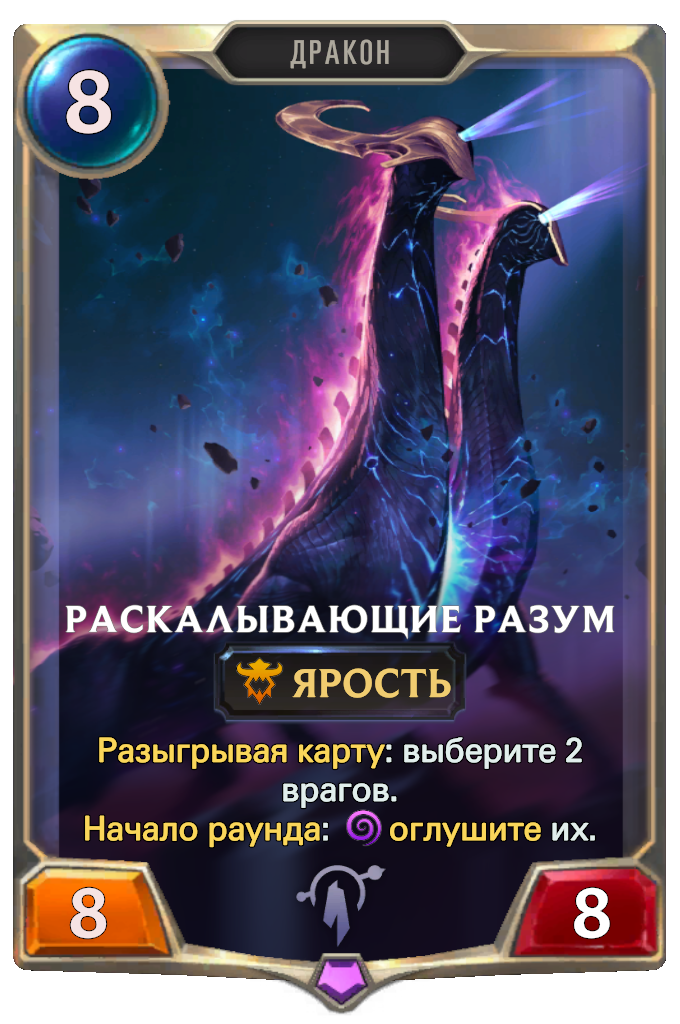 ДРАКОН
8
РАСКАЛЫВАЮЩИЕ РАЗУМ
ЯРОСТЬ
Разыгрывая карту: выберите 2
врагов.
Начало раунда: оглушите их.
8
8